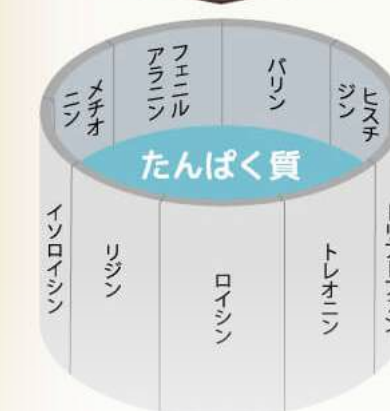 メチオ
ニン
フェニル
アラニン
バリン
ヒスチ
ジン
たんぱく質
イソロイシン
リジン
ロイシン
トレオニン